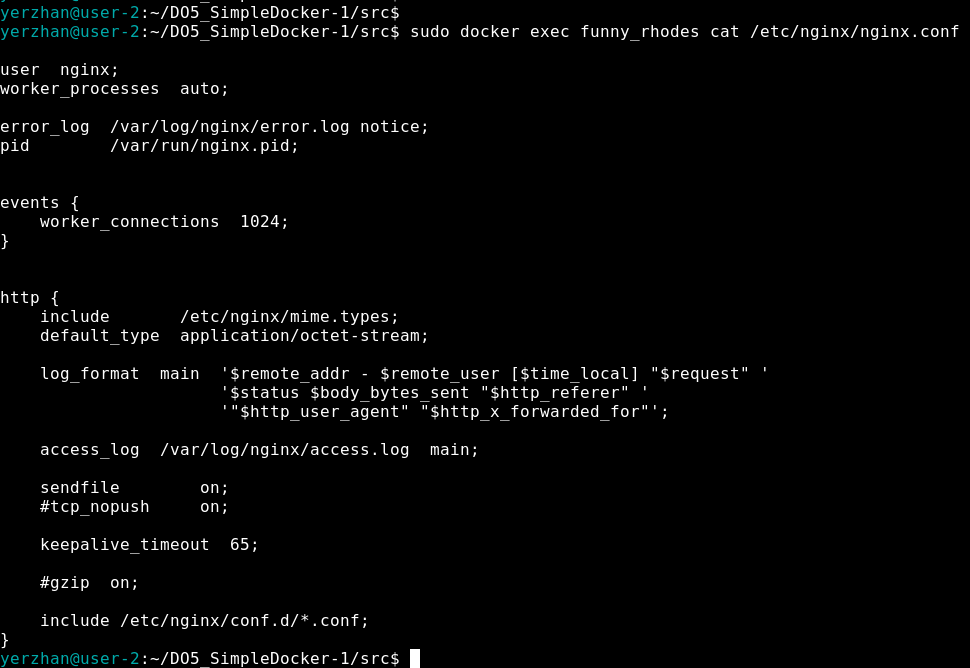 yerzhan@user-2:~/DO5_SimpleDocker-1/src$
yerzhan@user-2:~/DO5_SimpleDocker-1/src$ sudo docker exec funny_rhodes cat /etc/nginx/nginx.conf

user  nginx;
worker_processes  auto;

error_log  /var/log/nginx/error.log notice;
pid        /var/run/nginx.pid;


events {
    worker_connections  1024;
}


http {
    include       /etc/nginx/mime.types;
    default_type  application/octet-stream;

    log_format  main  '$remote_addr - $remote_user [$time_local] "$request" '
                      '$status $body_bytes_sent "$http_referer" '
                      '"$http_user_agent" "$http_x_forwarded_for"';

    access_log  /var/log/nginx/access.log  main;

    sendfile        on;
    #tcp_nopush     on;

    keepalive_timeout  65;

    #gzip  on;

    include /etc/nginx/conf.d/*.conf;
}
yerzhan@user-2:~/DO5_SimpleDocker-1/src$